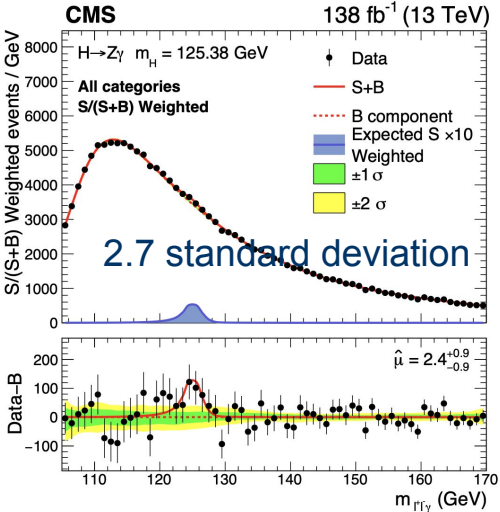 CMS 138 fb⁻¹ (13 TeV)
H→Zγ m_H = 125.38 GeV
All categories
S/(S+B) Weighted
Data
S+B
B component
Expected S ×10
Weighted
±1 σ
±2 σ
S/(S+B) Weighted events / GeV
8000
7000
6000
5000
4000
3000
2000
1000
0
2.7 standard deviation
μ̂ = 2.4 +0.9 −0.9
Data−B
200
100
0
−100
110 120 130 140 150 160 170
m_l⁺l⁻γ (GeV)